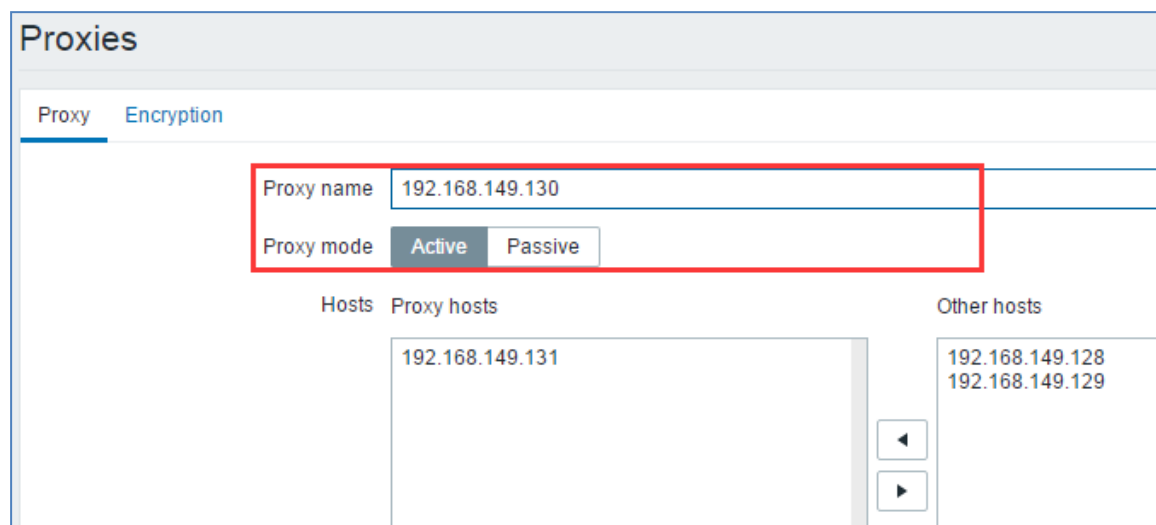 Proxies
Proxy Encryption
Proxy name 192.168.149.130
Proxy mode Active Passive
Hosts Proxy hosts Other hosts
192.168.149.131 192.168.149.128
192.168.149.129